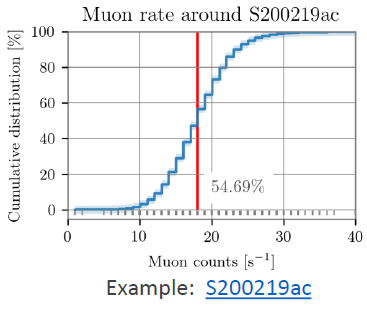 Muon rate around S200219ac
Cumulative distribution [%]
100
80
60
40
20
0
54.69%
0 10 20 30 40
Muon counts [s⁻¹]
Example: S200219ac